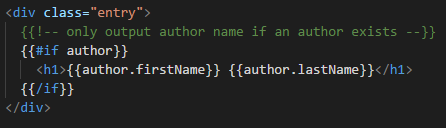 <div class="entry">
  {{!-- only output author name if an author exists --}}
  {{#if author}}
    <h1>{{author.firstName}} {{author.lastName}}</h1>
  {{/if}}
</div>